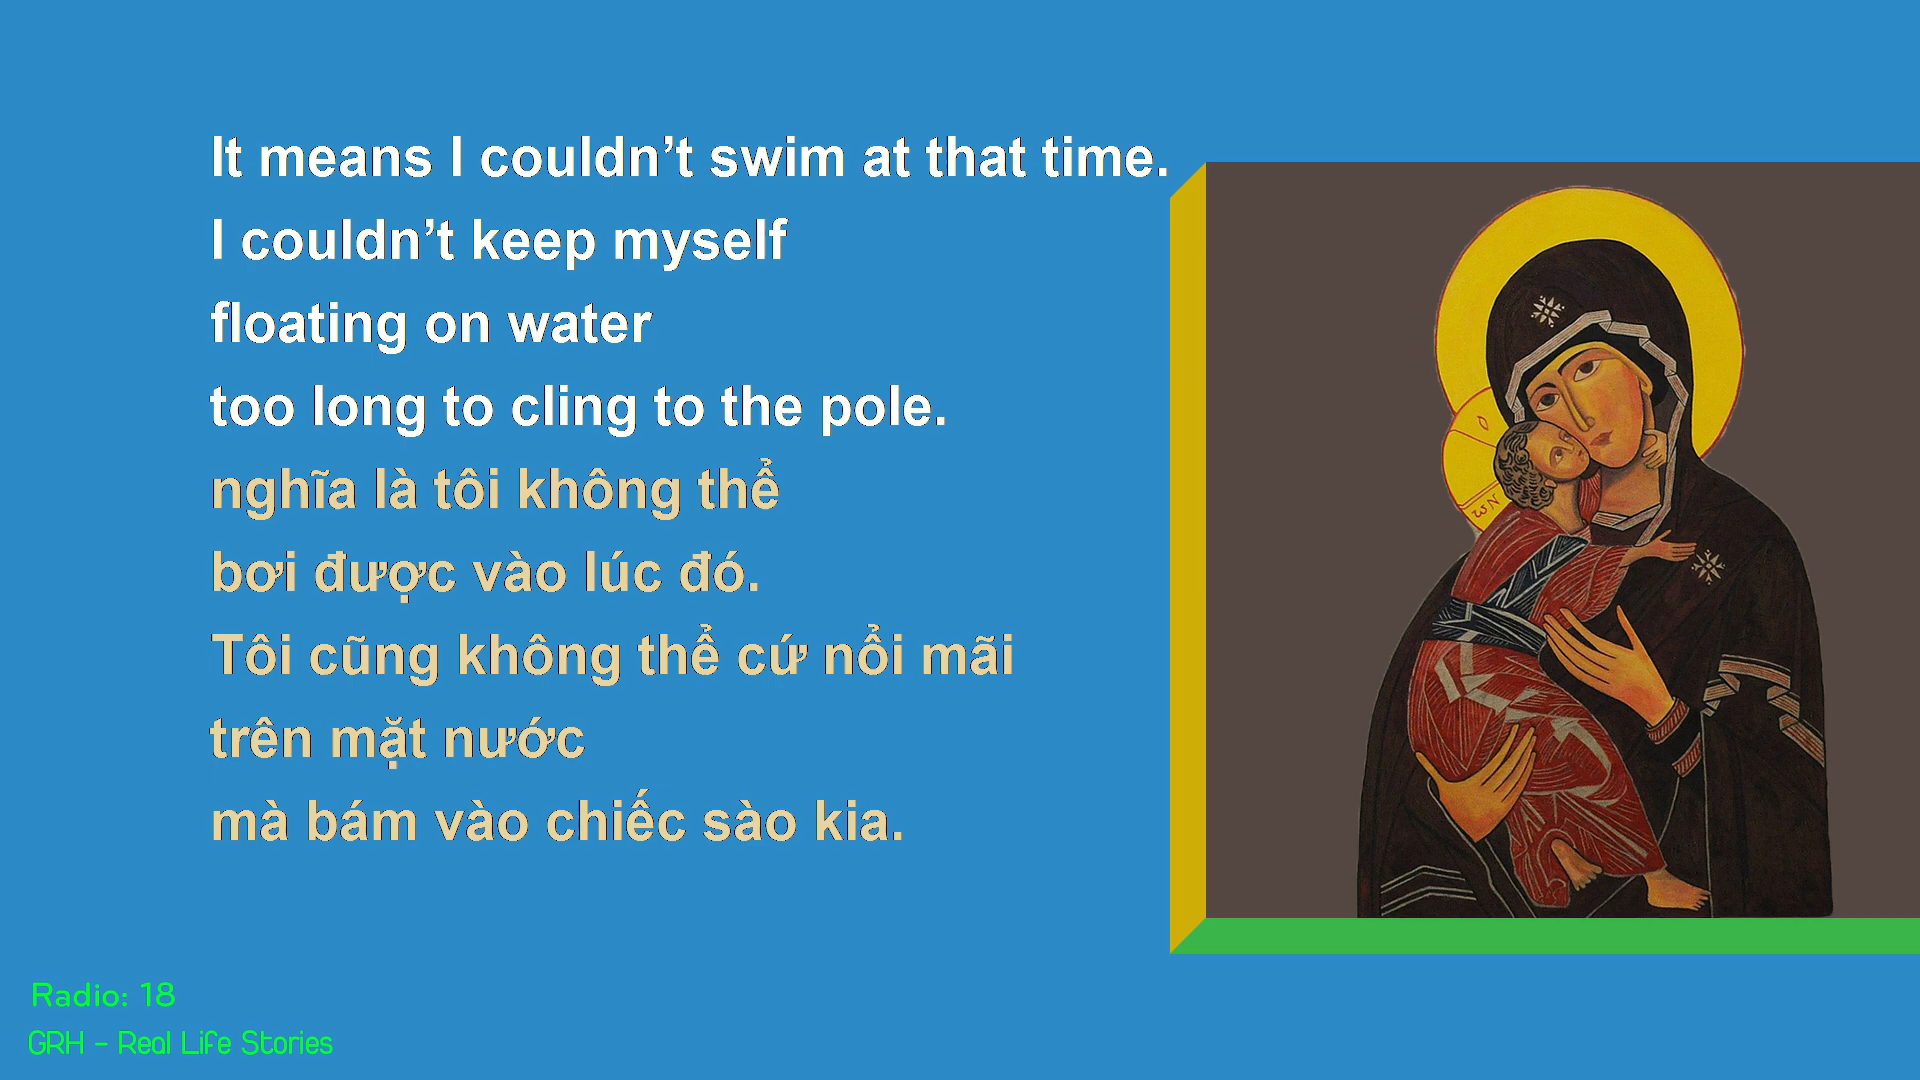 It means I couldn’t swim at that time.
I couldn’t keep myself
floating on water
too long to cling to the pole.
nghĩa là tôi không thể
bơi được vào lúc đó.
Tôi cũng không thể cứ nổi mãi
trên mặt nước
mà bám vào chiếc sào kia.
ωN
Radio: 18
GRH - Real Life Stories